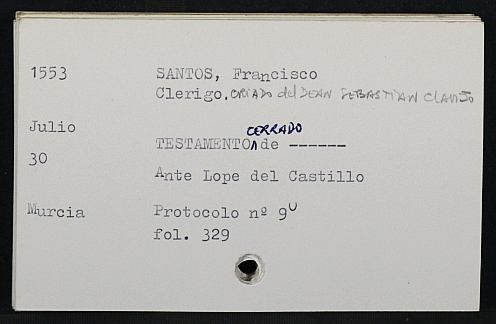 1553 SANTOS, Francisco
Clerigo, criado del DEAN SEBASTIAN CLAVIJO
Julio
CERRADO
TESTAMENTO de ------
30
Ante Lope del Castillo
Murcia Protocolo nº 9
fol. 329